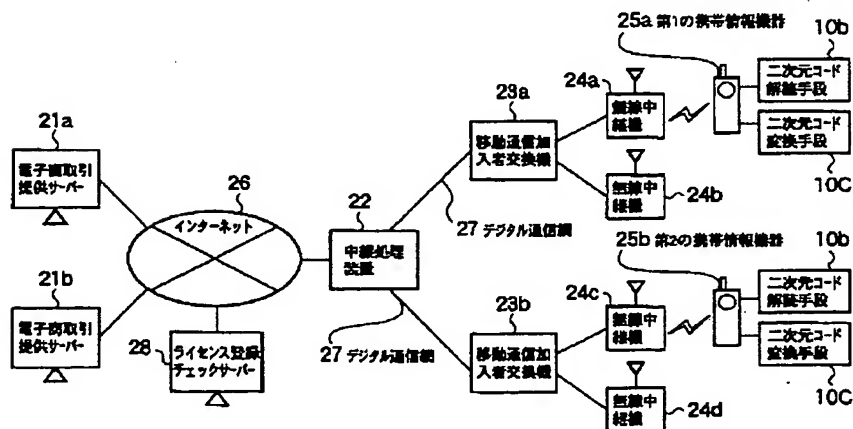 25a 第1の携帯情報機器
10b
二次元コード
解読手段
24a
無線中
継機
23a
移動通信加
入者交換機
二次元コード
変換手段
10C
21a
電子商取引
提供サーバー
26
インターネット
22
中継処理
装置
無線中
継機
24b
27 デジタル通信網
25b 第2の携帯情報機器
10b
二次元コード
解読手段
21b
電子商取引
提供サーバー
28
ライセンス登録
チェックサーバー
27 デジタル通信網
23b
移動通信加
入者交換機
24c
無線中
継機
二次元コード
変換手段
10C
無線中
継機
24d